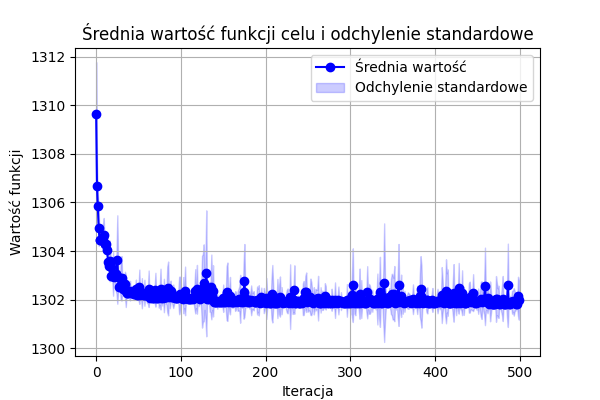 Średnia wartość funkcji celu i odchylenie standardowe
Średnia wartość
Odchylenie standardowe
Wartość funkcji
1312
1310
1308
1306
1304
1302
1300
0 100 200 300 400 500
Iteracja